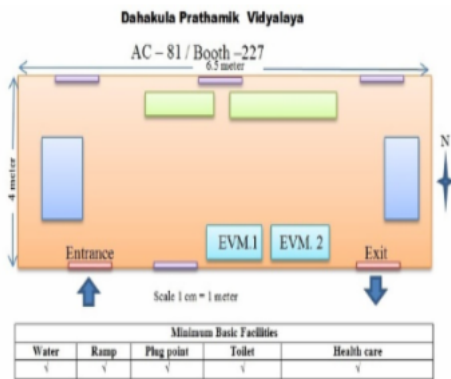 Dahakula Prathamik Vidyalaya
AC – 81 / Booth –227
6.5 meter
4 meter
N
EVM.1 EVM. 2
Entrance Exit
Scale 1 cm = 1 meter
Minimum Basic Facilities
Water Ramp Plug point Toilet Health care
√ √ √ √ √